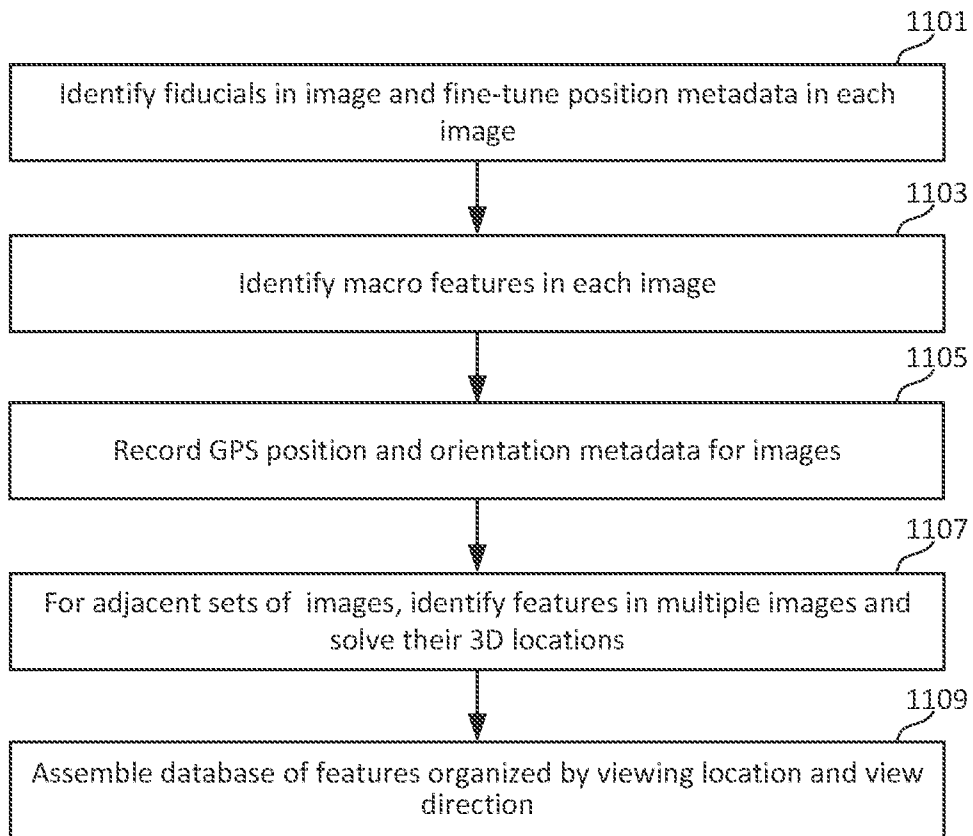 1101
Identify fiducials in image and fine-tune position metadata in each
image
1103
Identify macro features in each image
1105
Record GPS position and orientation metadata for images
1107
For adjacent sets of images, identify features in multiple images and
solve their 3D locations
1109
Assemble database of features organized by viewing location and view
direction